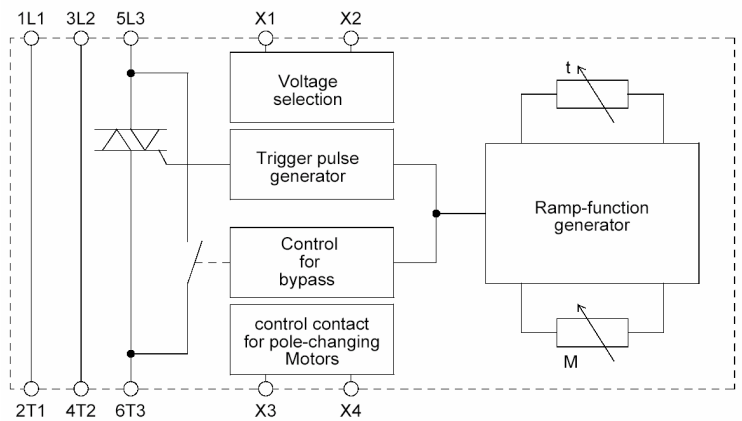 1L1 3L2 5L3 X1 X2
Voltage
selection
t
Trigger pulse
generator
Ramp-function
generator
Control
for
bypass
control contact
for pole-changing
Motors
M
2T1 4T2 6T3 X3 X4